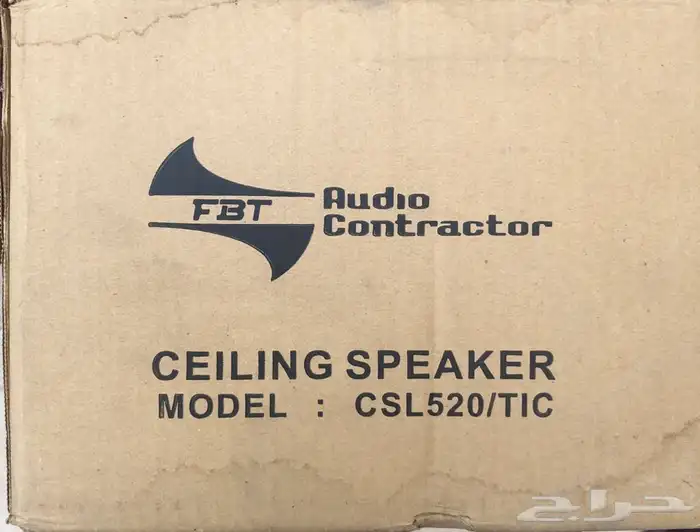 FBT
Audio
Contractor
CEILING SPEAKER
MODEL : CSL520/TIC
حراج